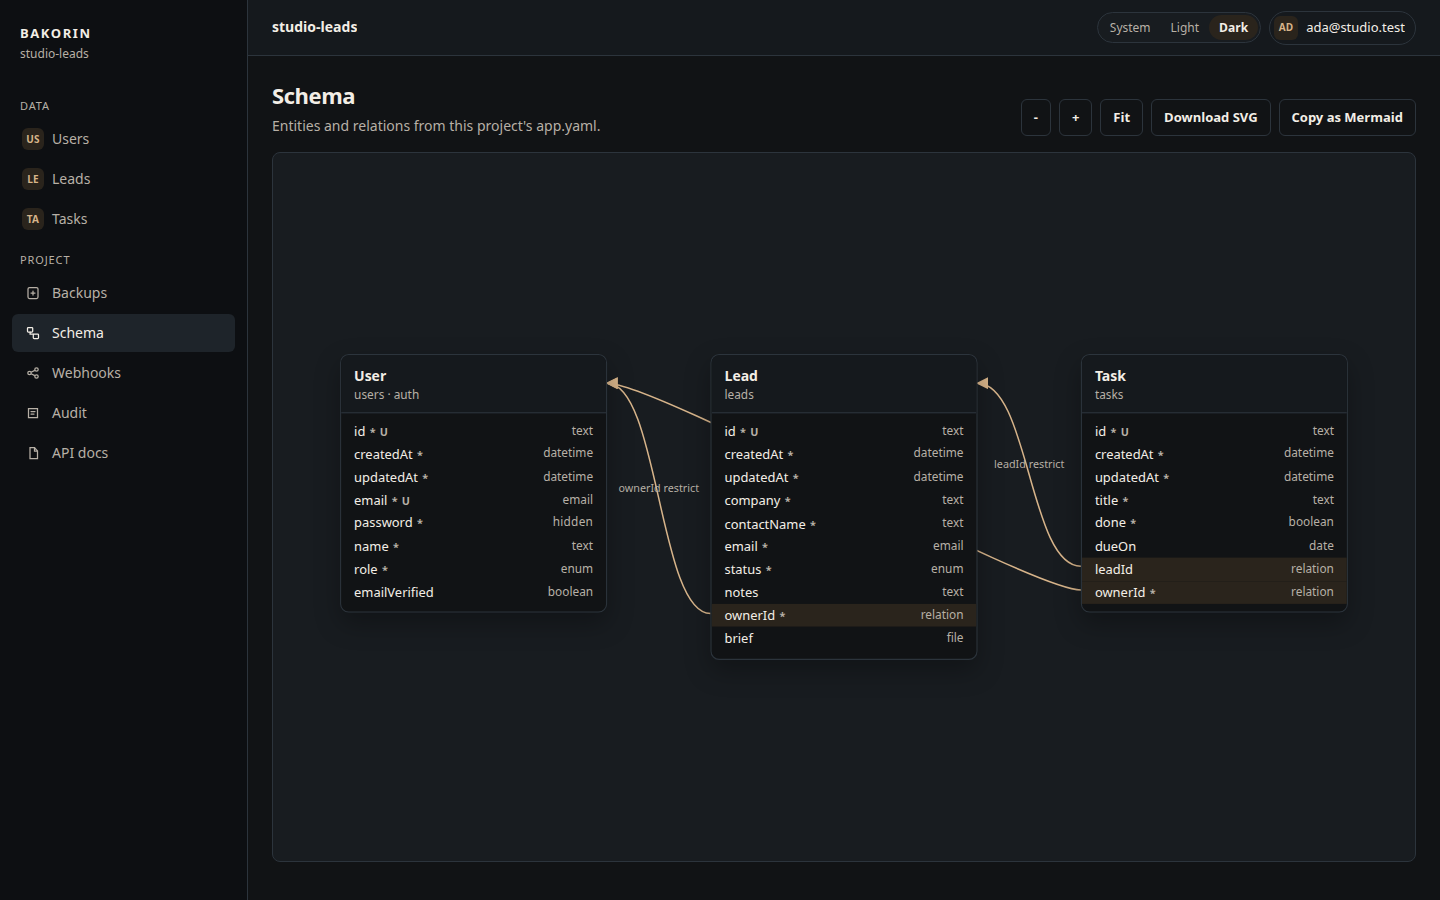 BAKORIN
studio-leads
DATA
US Users
LE Leads
TA Tasks
PROJECT
Backups
Schema
Webhooks
Audit
API docs
studio-leads
System Light Dark
AD ada@studio.test
Schema
Entities and relations from this project's app.yaml.
- + Fit Download SVG Copy as Mermaid
User
users · auth
id * U text
createdAt * datetime
updatedAt * datetime
email * U email
password * hidden
name * text
role * enum
emailVerified boolean
ownerId restrict
Lead
leads
id * U text
createdAt * datetime
updatedAt * datetime
company * text
contactName * text
email * email
status * enum
notes text
ownerId * relation
brief file
leadId restrict
Task
tasks
id * U text
createdAt * datetime
updatedAt * datetime
title * text
done * boolean
dueOn date
leadId relation
ownerId * relation